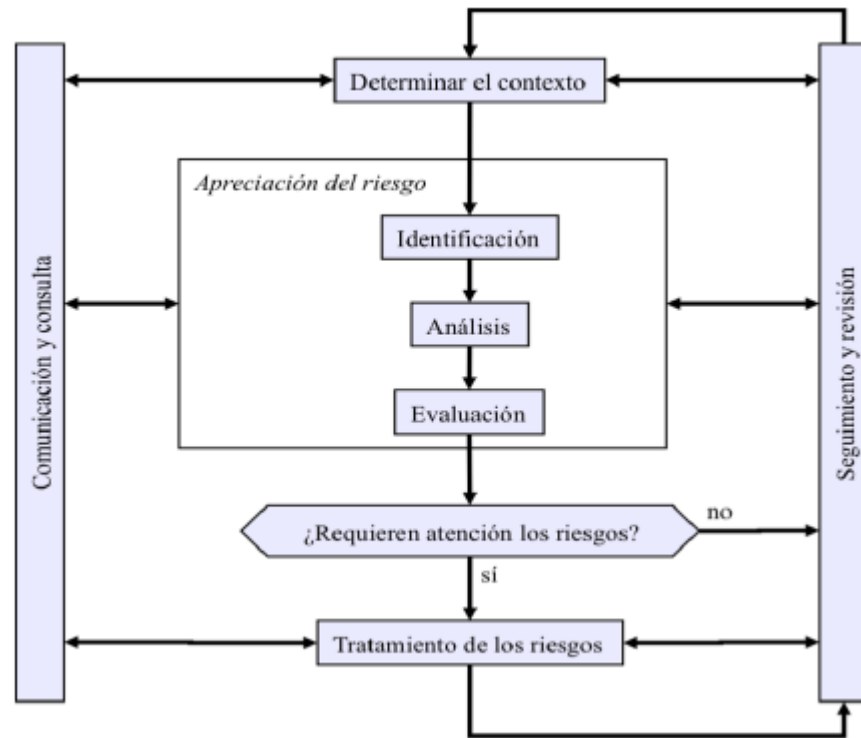 Determinar el contexto
Apreciación del riesgo
Identificación
Análisis
Evaluación
¿Requieren atención los riesgos?
no
sí
Tratamiento de los riesgos
Comunicación y consulta
Seguimiento y revisión